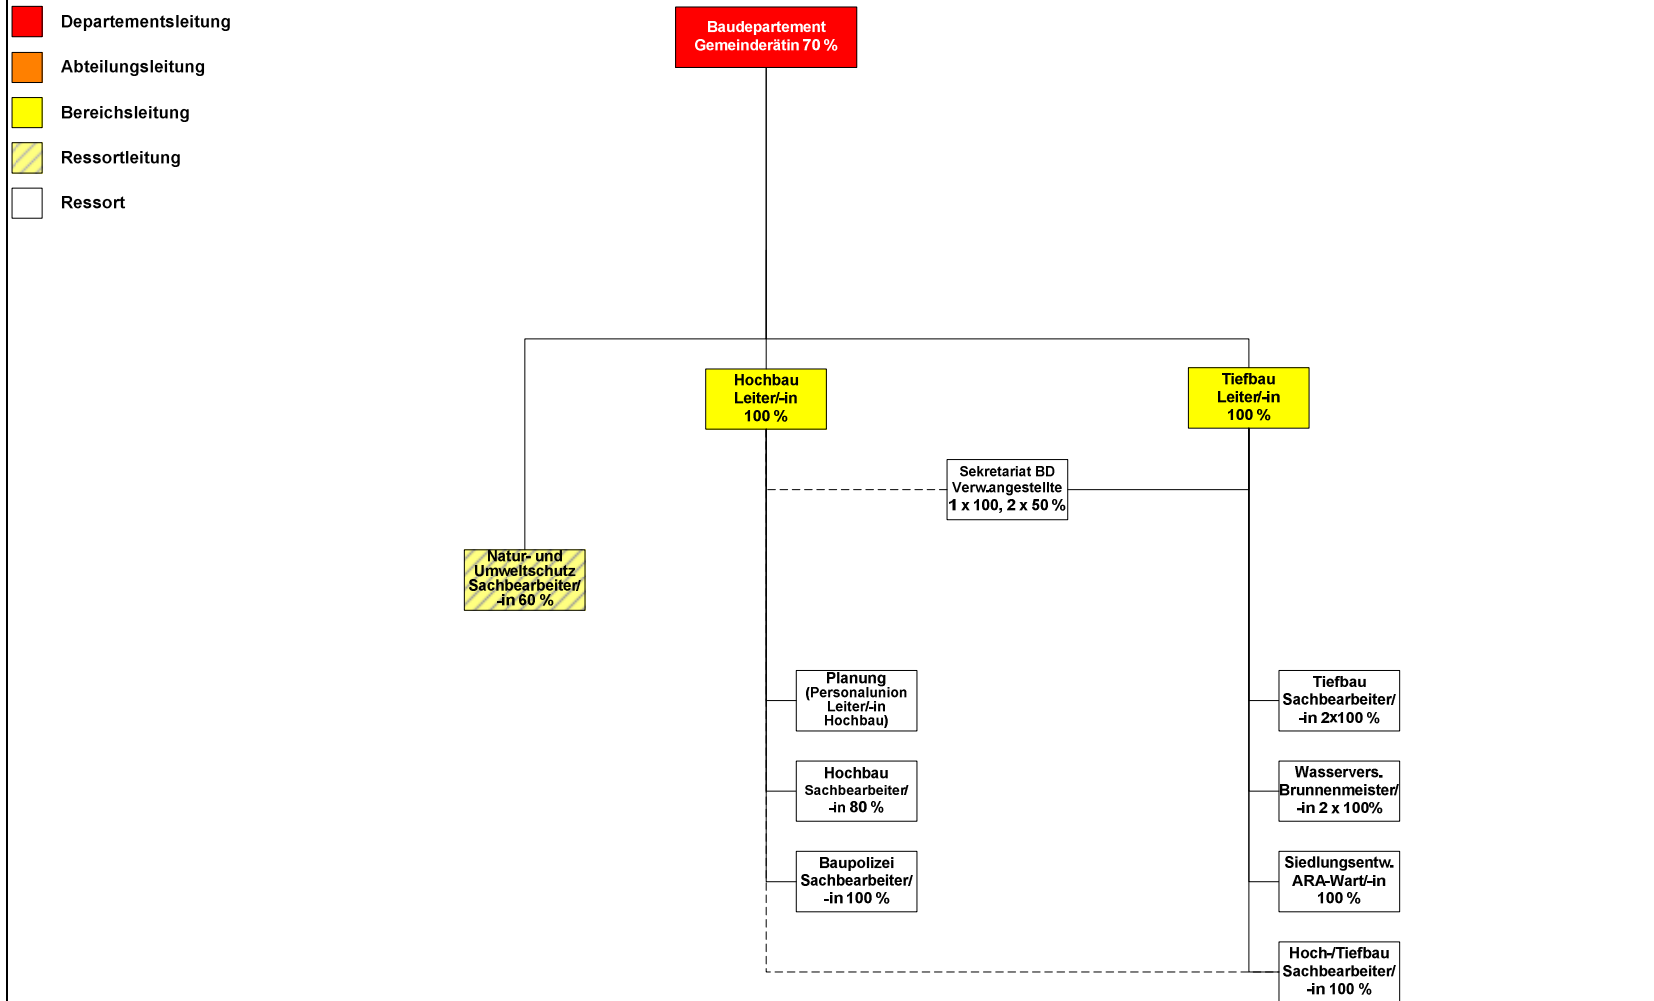 Departementsleitung
Abteilungsleitung
Bereichsleitung
Ressortleitung
Ressort
Baudepartement
Gemeinderätin 70 %
Hochbau
Leiter/-in
100 %
Tiefbau
Leiter/-in
100 %
Sekretariat BD
Verw.angestellte
1 x 100, 2 x 50 %
Natur- und
Umweltschutz
Sachbearbeiter/
-in 60 %
Planung
(Personalunion
Leiter/-in
Hochbau)
Hochbau
Sachbearbeiter/
-in 80 %
Baupolizei
Sachbearbeiter/
-in 100 %
Tiefbau
Sachbearbeiter/
-in 2x100 %
Wasservers.
Brunnenmeister/
-in 2 x 100%
Siedlungsentw.
ARA-Wart/-in
100 %
Hoch-/Tiefbau
Sachbearbeiter/
-in 100 %